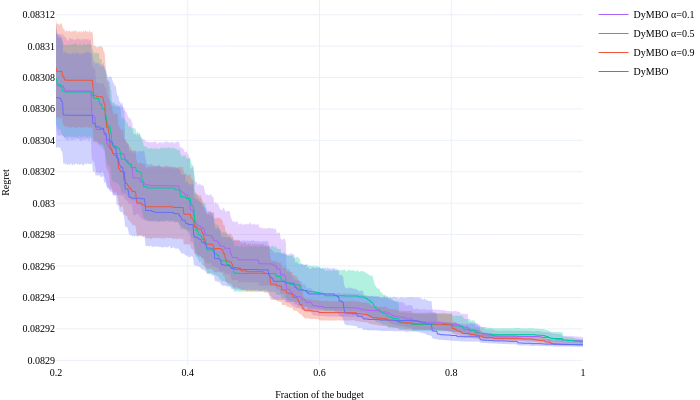 0.08312
0.0831
0.08308
0.08306
0.08304
0.08302
0.083
0.08298
0.08296
0.08294
0.08292
0.0829
Regret
0.2
0.4
0.6
0.8
1
Fraction of the budget
DyMBO α=0.1
DyMBO α=0.5
DyMBO α=0.9
DyMBO